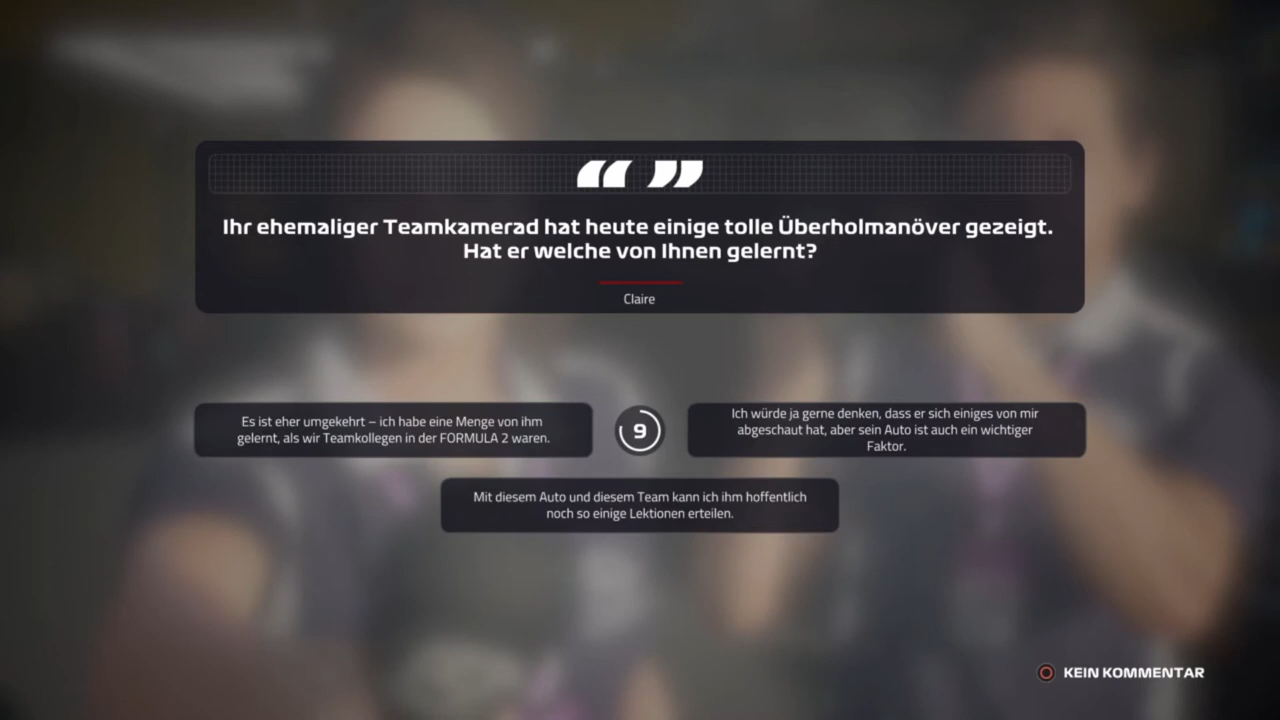 “ ”
Ihr ehemaliger Teamkamerad hat heute einige tolle Überholmanöver gezeigt.
Hat er welche von Ihnen gelernt?
Claire
Es ist eher umgekehrt – ich habe eine Menge von ihm
gelernt, als wir Teamkollegen in der FORMULA 2 waren.
9
Ich würde ja gerne denken, dass er sich einiges von mir
abgeschaut hat, aber sein Auto ist auch ein wichtiger
Faktor.
Mit diesem Auto und diesem Team kann ich ihm hoffentlich
noch so einige Lektionen erteilen.
KEIN KOMMENTAR